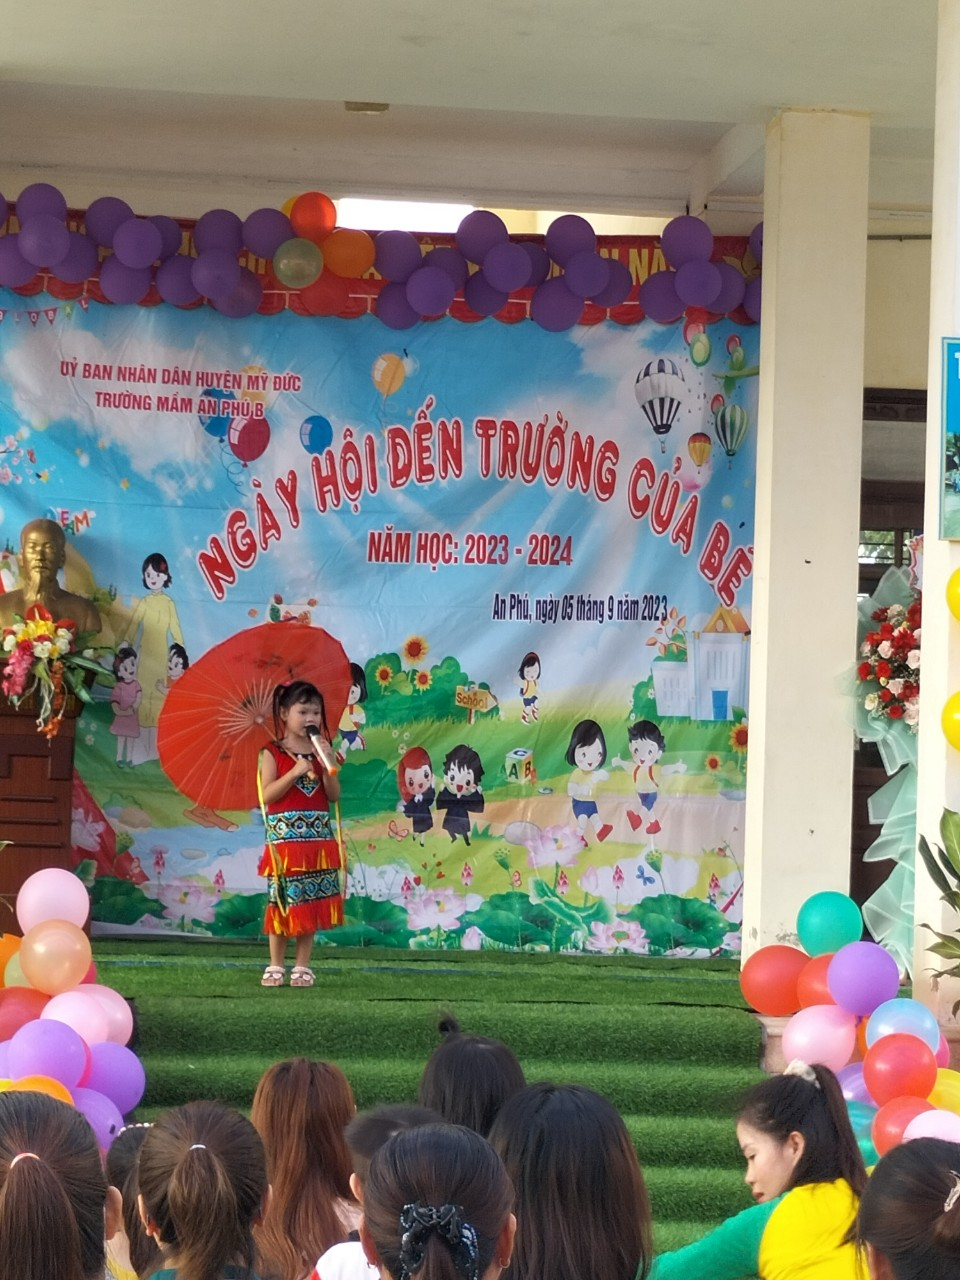 UỶ BAN NHÂN DÂN HUYỆN MỸ ĐỨC
TRƯỜNG MẦM AN PHÚ B
NGÀY HỘI ĐẾN TRƯỜNG CỦA BÉ
NĂM HỌC: 2023 - 2024
An Phú, ngày 05 tháng 9 năm 2023
School
A B